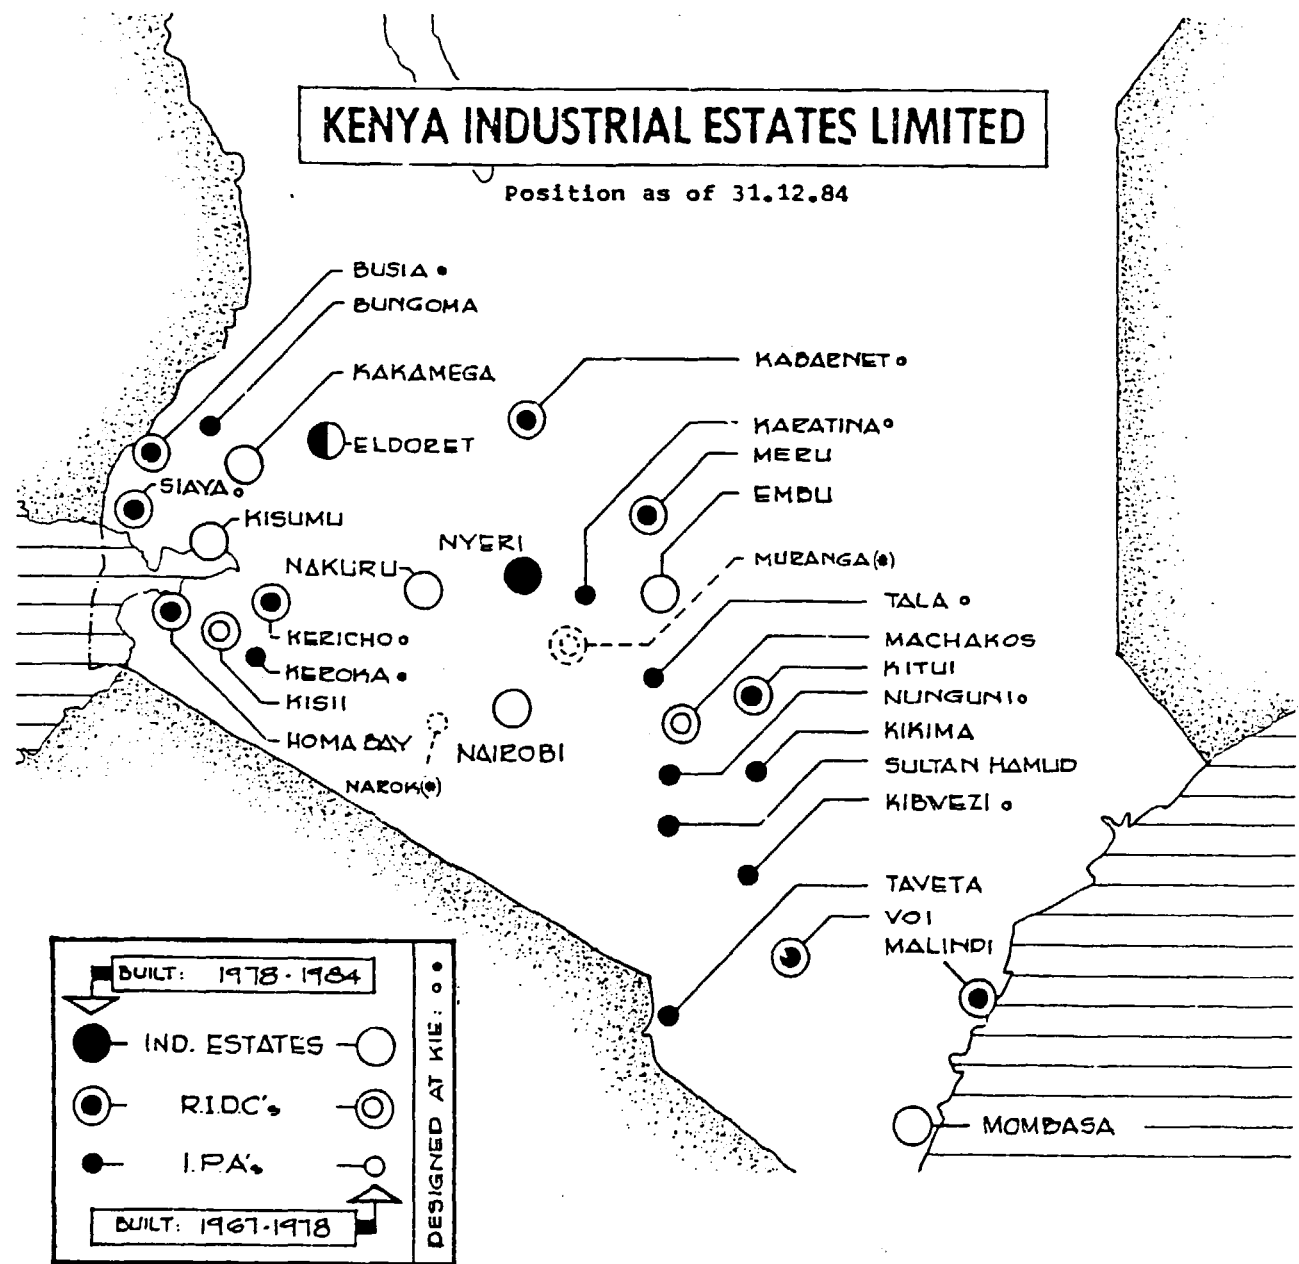 KENYA INDUSTRIAL ESTATES LIMITED
Position as of 31.12.84
BUSIA
BUNGOMA
KAKAMEGA
KABARNET
KARATINA
ELDORET
MERU
SIAYA
EMBU
KISUMU
NYERI
NAKURU
MURANGA(•)
TALA
KERICHO
MACHAKOS
KEROKA
KITUI
KISII
NUNGUNI
HOMA BAY
NAIROBI
KIKIMA
SULTAN HAMUD
NAROK(•)
KIBWEZI
TAVETA
VOI
MALINDI
MOMBASA
BUILT: 1978-1984
IND. ESTATES
R.I.D.C's
I.P.A's
BUILT: 1967-1978
DESIGNED AT KIE: